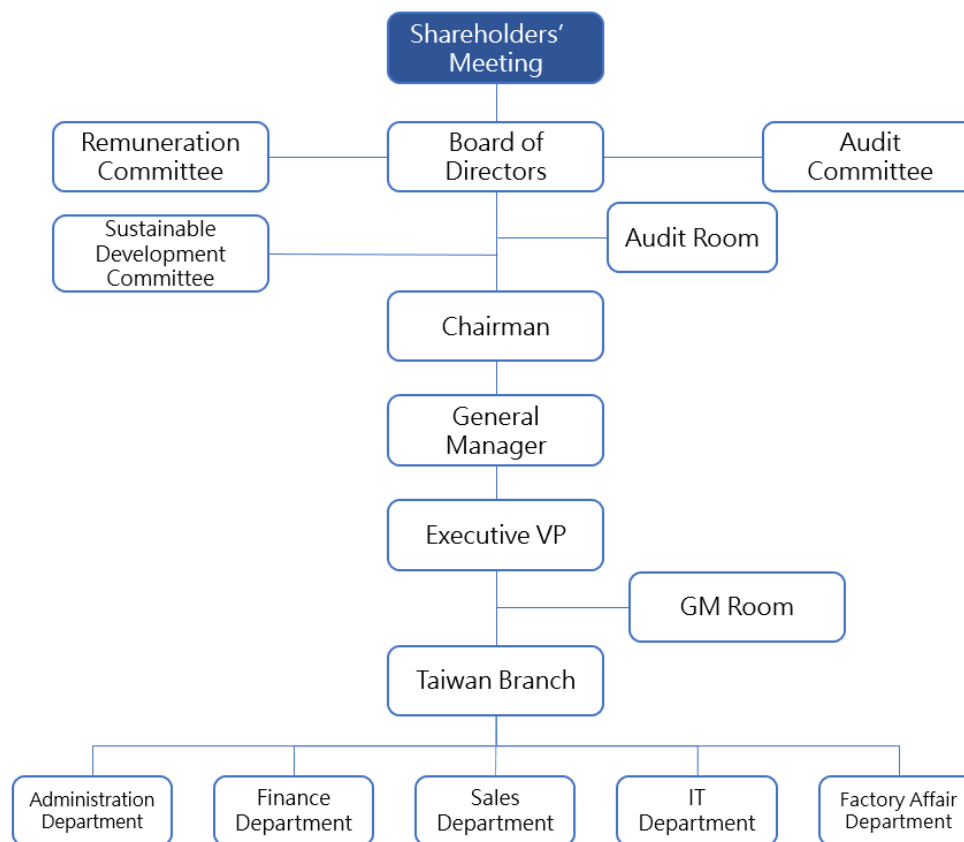 Shareholders’
Meeting
Remuneration
Committee
Board of
Directors
Audit
Committee
Sustainable
Development
Committee
Audit Room
Chairman
General
Manager
Executive VP
GM Room
Taiwan Branch
Administration
Department
Finance
Department
Sales
Department
IT
Department
Factory Affair
Department